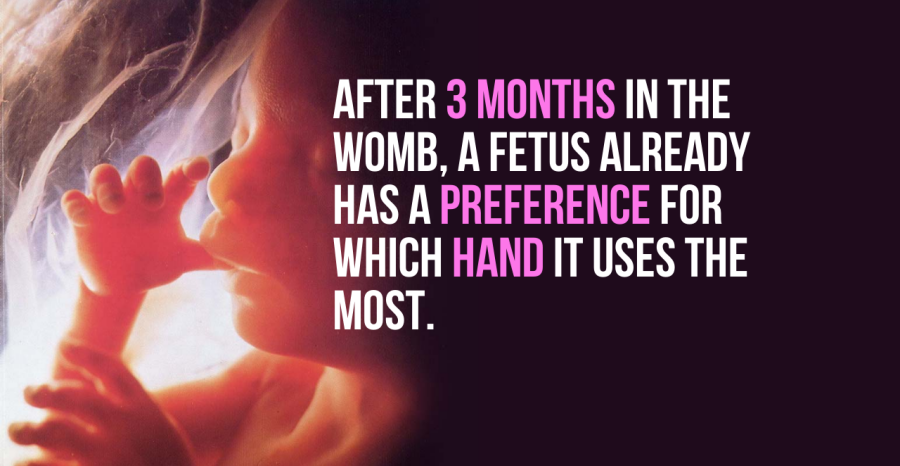 AFTER 3 MONTHS IN THE
WOMB, A FETUS ALREADY
HAS A PREFERENCE FOR
WHICH HAND IT USES THE
MOST.